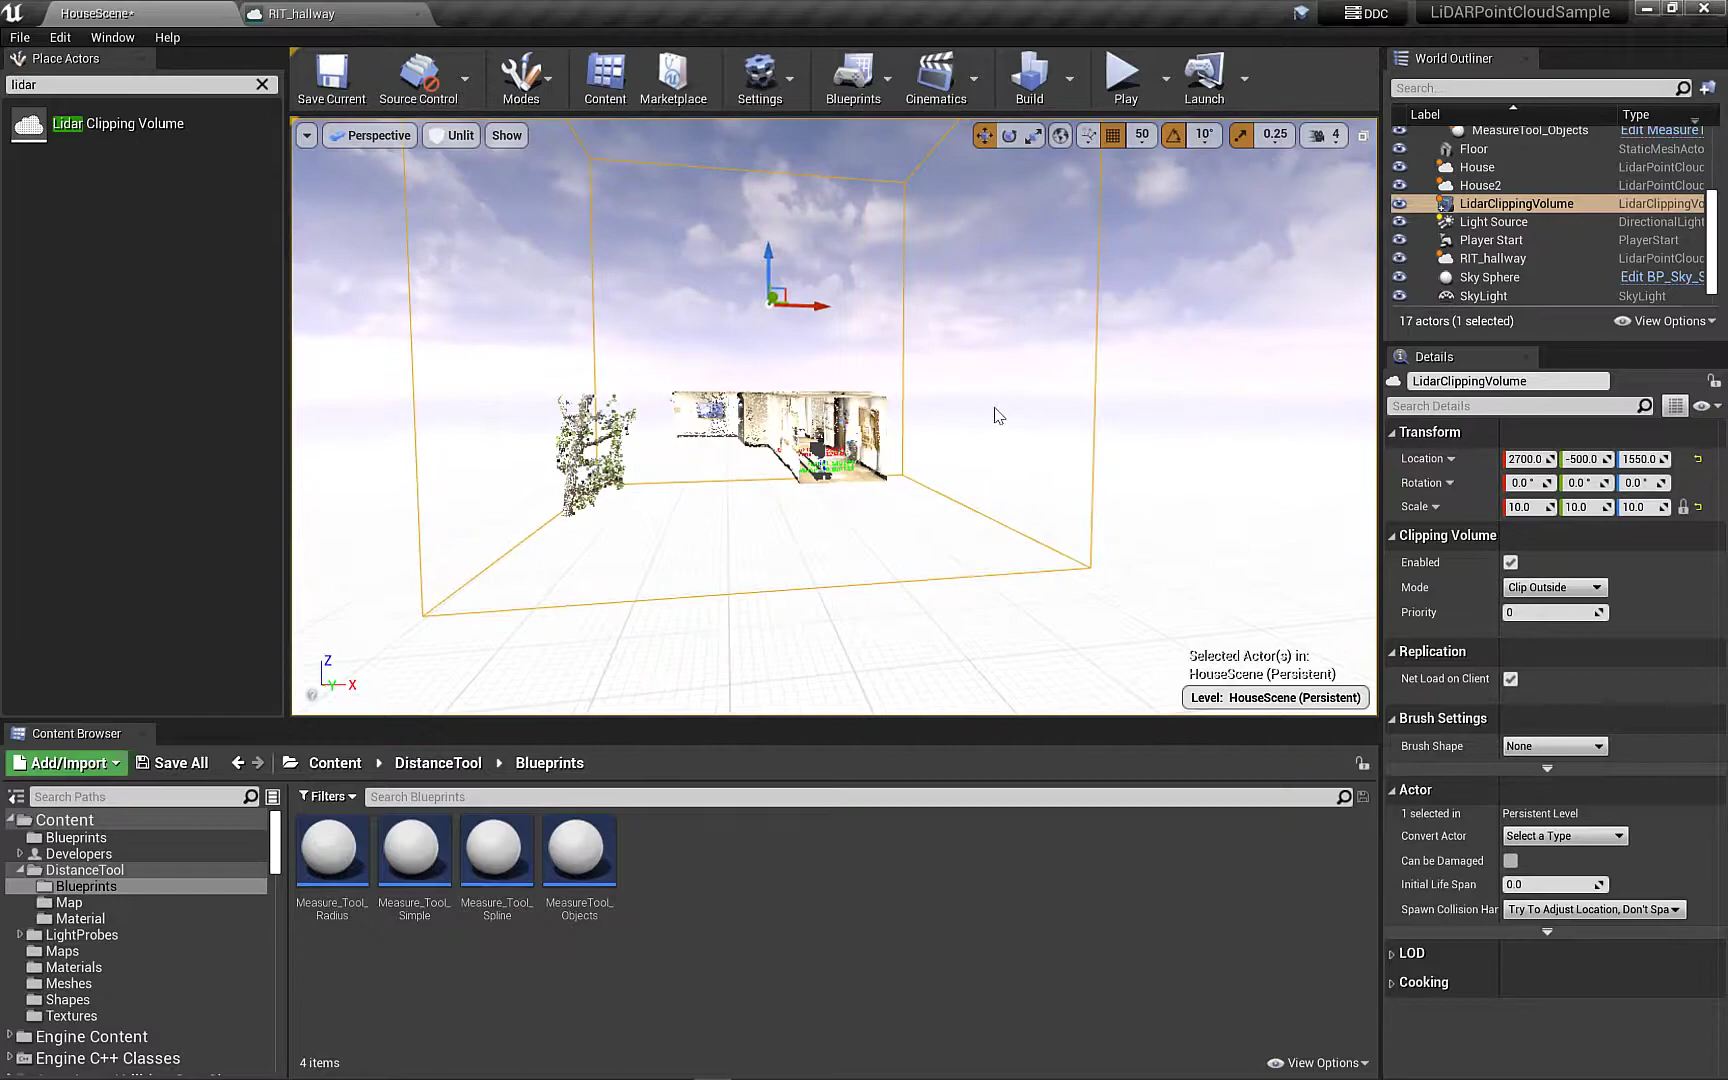 HouseScene*
RIT_hallway
DDC
LiDARPointCloudSample
File Edit Window Help
Place Actors
lidar
Lidar Clipping Volume
Save Current
Source Control
Modes
Content
Marketplace
Settings
Blueprints
Cinematics
Build
Play
Launch
Perspective
Unlit
Show
50
10°
0.25
4
Z
Y
X
Selected Actor(s) in:
HouseScene (Persistent)
Level: HouseScene (Persistent)
World Outliner
Search...
Label Type
MeasureTool_Objects Edit MeasureT
Floor StaticMeshActo
House LidarPointClouc
House2 LidarPointClouc
LidarClippingVolume LidarClippingVo
Light Source DirectionalLight
Player Start PlayerStart
RIT_hallway LidarPointClouc
Sky Sphere Edit BP_Sky_S
SkyLight SkyLight
17 actors (1 selected)
View Options
Details
LidarClippingVolume
Search Details
Transform
Location 2700.0 -500.0 1550.0
Rotation 0.0 ° 0.0 ° 0.0 °
Scale 10.0 10.0 10.0
Clipping Volume
Enabled
Mode Clip Outside
Priority 0
Replication
Net Load on Client
Brush Settings
Brush Shape None
Actor
1 selected in Persistent Level
Convert Actor Select a Type
Can be Damaged
Initial Life Span 0.0
Spawn Collision Har Try To Adjust Location, Don't Spa
LOD
Cooking
Content Browser
Add/Import
Save All
Content
DistanceTool
Blueprints
Search Paths
Filters
Search Blueprints
Content
Blueprints
Developers
DistanceTool
Blueprints
Map
Material
LightProbes
Maps
Materials
Meshes
Shapes
Textures
Engine Content
Engine C++ Classes
Measure_Tool_
Radius
Measure_Tool_
Simple
Measure_Tool_
Spline
MeasureTool_
Objects
4 items
View Options